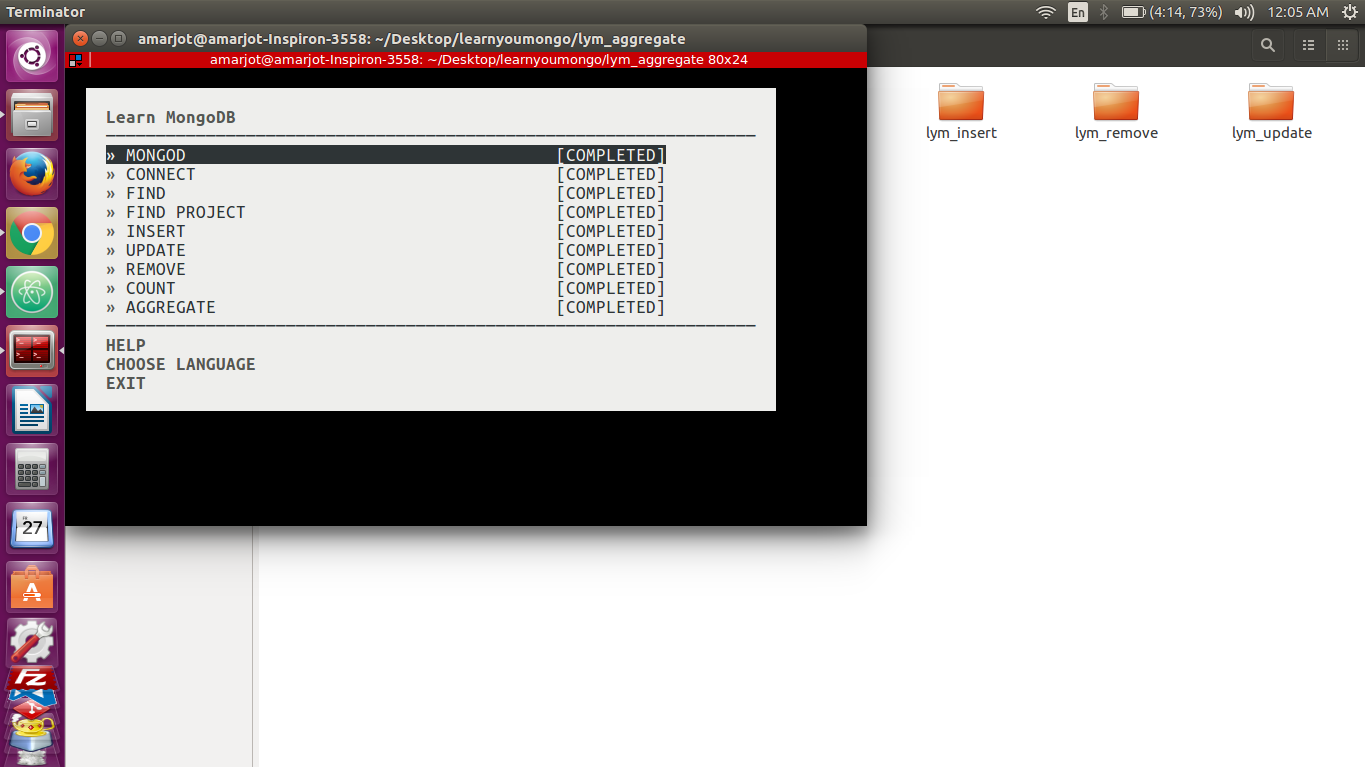 Terminator
En
(4:14, 73%)
12:05 AM
amarjot@amarjot-Inspiron-3558: ~/Desktop/learnyoumongo/lym_aggregate
amarjot@amarjot-Inspiron-3558: ~/Desktop/learnyoumongo/lym_aggregate 80x24
Learn MongoDB
» MONGOD [COMPLETED]
» CONNECT [COMPLETED]
» FIND [COMPLETED]
» FIND PROJECT [COMPLETED]
» INSERT [COMPLETED]
» UPDATE [COMPLETED]
» REMOVE [COMPLETED]
» COUNT [COMPLETED]
» AGGREGATE [COMPLETED]
HELP
CHOOSE LANGUAGE
EXIT
lym_insert
lym_remove
lym_update
27
A
FZ